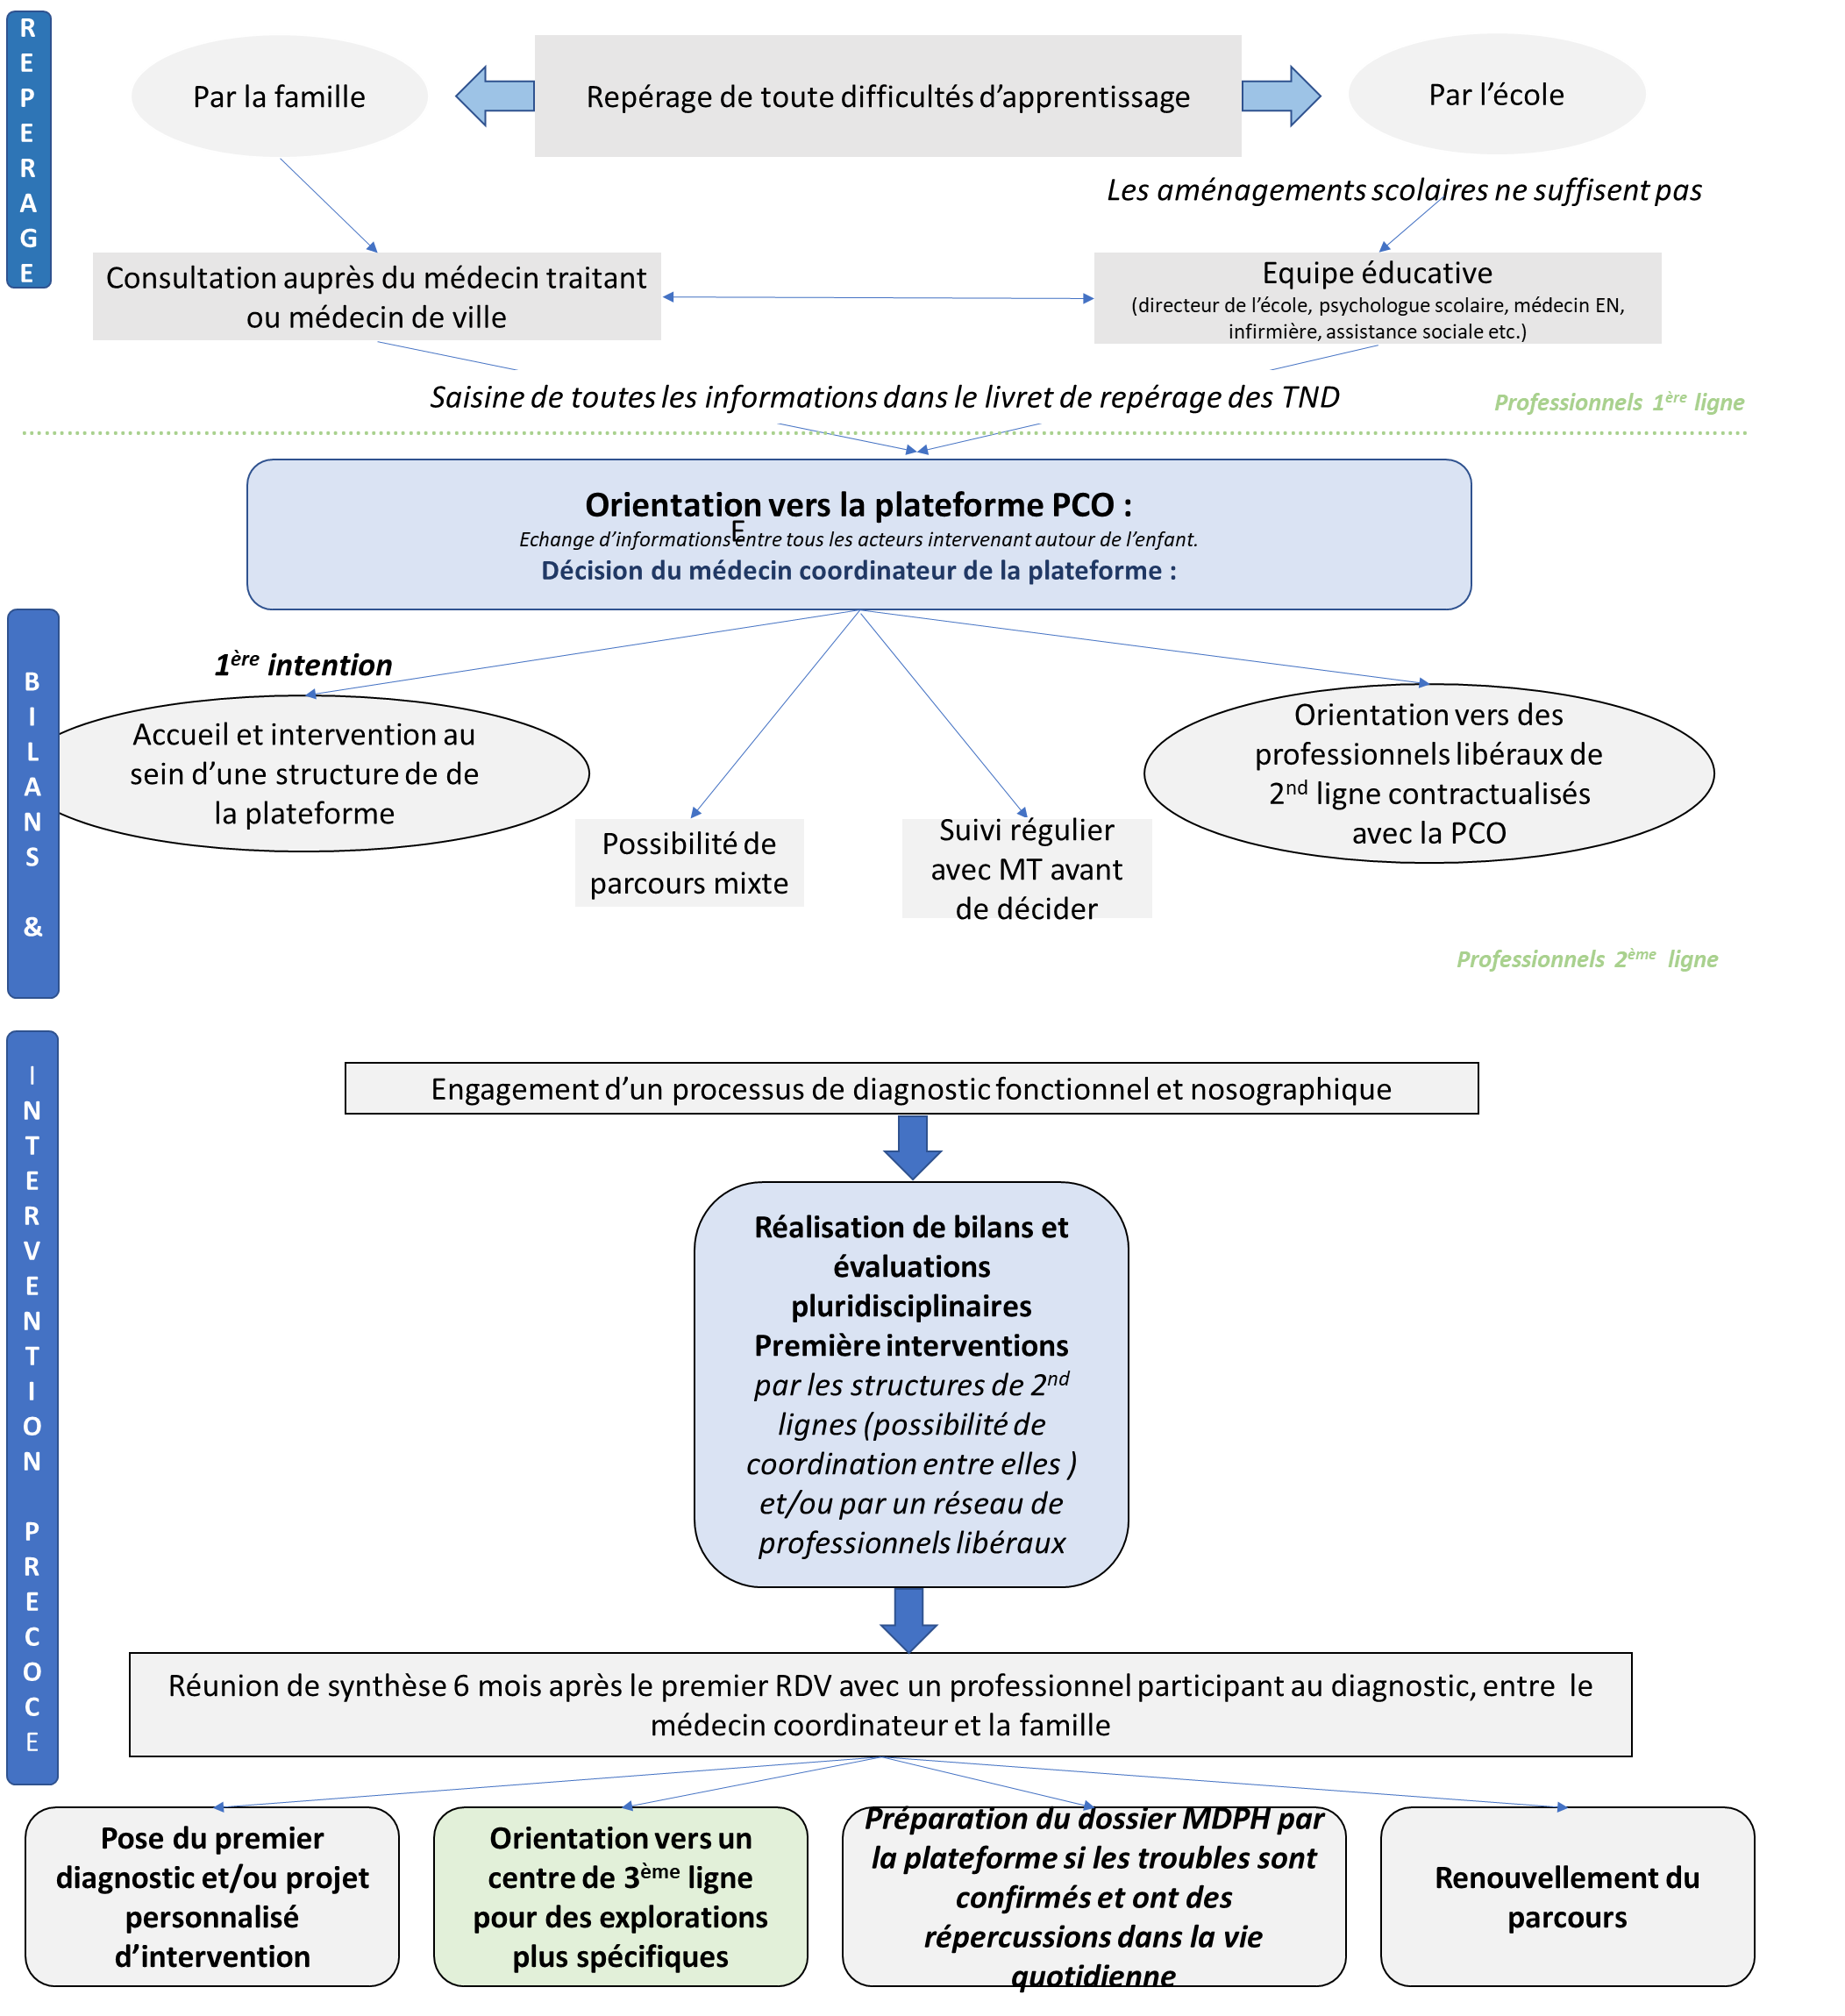 REPERAGE
Par la famille
Repérage de toute difficultés d'apprentissage
Par l'école
Les aménagements scolaires ne suffisent pas
Consultation auprès du médecin traitant
ou médecin de ville
Equipe éducative
(directeur de l'école, psychologue scolaire, médecin EN,
infirmière, assistance sociale etc.)
Saisine de toutes les informations dans le livret de repérage des TND
Professionnels 1ère ligne
Orientation vers la plateforme PCO :
E
Echange d'informations entre tous les acteurs intervenant autour de l'enfant.
Décision du médecin coordinateur de la plateforme :
BILANS &
1ère intention
Accueil et intervention au
sein d'une structure de de
la plateforme
Possibilité de
parcours mixte
Suivi régulier
avec MT avant
de décider
Orientation vers des
professionnels libéraux de
2nd ligne contractualisés
avec la PCO
Professionnels 2ème ligne
INTERVENTION PRECOCE
Engagement d'un processus de diagnostic fonctionnel et nosographique
Réalisation de bilans et
évaluations
pluridisciplinaires
Première interventions
par les structures de 2nd
lignes (possibilité de
coordination entre elles )
et/ou par un réseau de
professionnels libéraux
Réunion de synthèse 6 mois après le premier RDV avec un professionnel participant au diagnostic, entre le
médecin coordinateur et la famille
Pose du premier
diagnostic et/ou projet
personnalisé
d'intervention
Orientation vers un
centre de 3ème ligne
pour des explorations
plus spécifiques
Préparation du dossier MDPH par
la plateforme si les troubles sont
confirmés et ont des
répercussions dans la vie
quotidienne
Renouvellement du
parcours